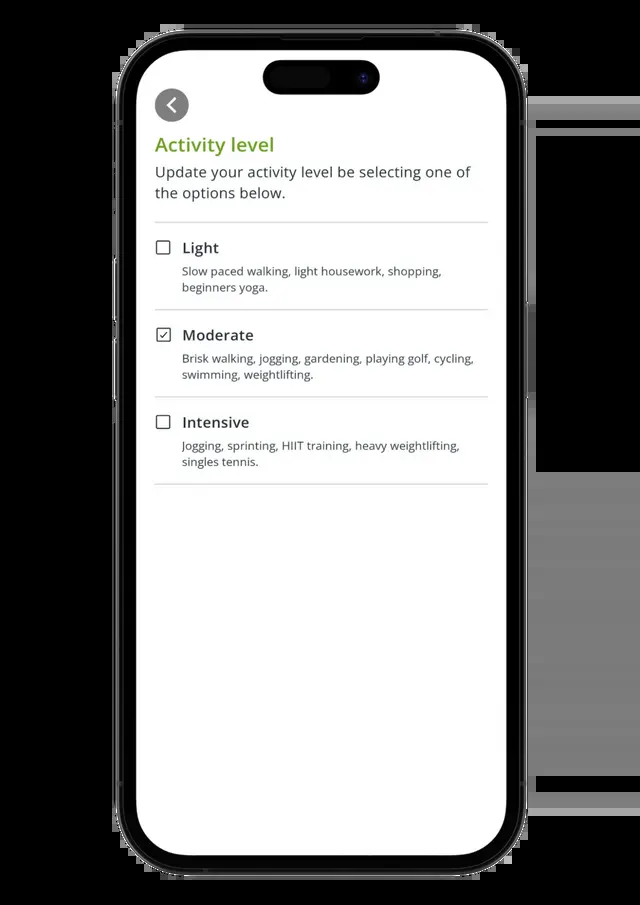 Activity level
Update your activity level be selecting one of
the options below.
Light
Slow paced walking, light housework, shopping,
beginners yoga.
Moderate
Brisk walking, jogging, gardening, playing golf, cycling,
swimming, weightlifting.
Intensive
Jogging, sprinting, HIIT training, heavy weightlifting,
singles tennis.